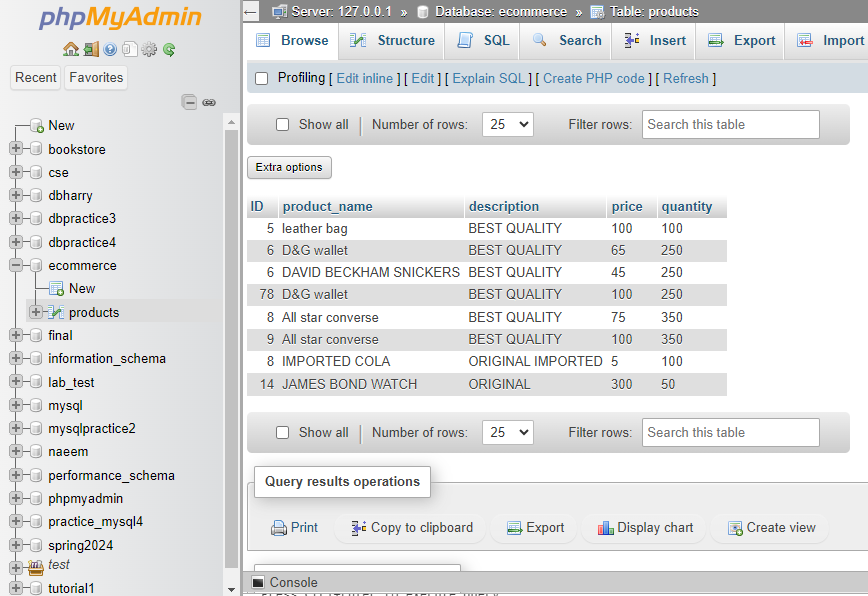 phpMyAdmin
Recent Favorites
New
bookstore
cse
dbharry
dbpractice3
dbpractice4
ecommerce
New
products
final
information_schema
lab_test
mysql
mysqlpractice2
naeem
performance_schema
phpmyadmin
practice_mysql4
spring2024
test
tutorial1
Server: 127.0.0.1 » Database: ecommerce » Table: products
Browse Structure SQL Search Insert Export Import
Profiling [ Edit inline ] [ Edit ] [ Explain SQL ] [ Create PHP code ] [ Refresh ]
Show all Number of rows: 25 Filter rows: Search this table
Extra options
ID product_name description price quantity
5 leather bag BEST QUALITY 100 100
6 D&G wallet BEST QUALITY 65 250
6 DAVID BECKHAM SNICKERS BEST QUALITY 45 250
78 D&G wallet BEST QUALITY 100 250
8 All star converse BEST QUALITY 75 350
9 All star converse BEST QUALITY 100 350
8 IMPORTED COLA ORIGINAL IMPORTED 5 100
14 JAMES BOND WATCH ORIGINAL 300 50
Show all Number of rows: 25 Filter rows: Search this table
Query results operations
Print Copy to clipboard Export Display chart Create view
Console